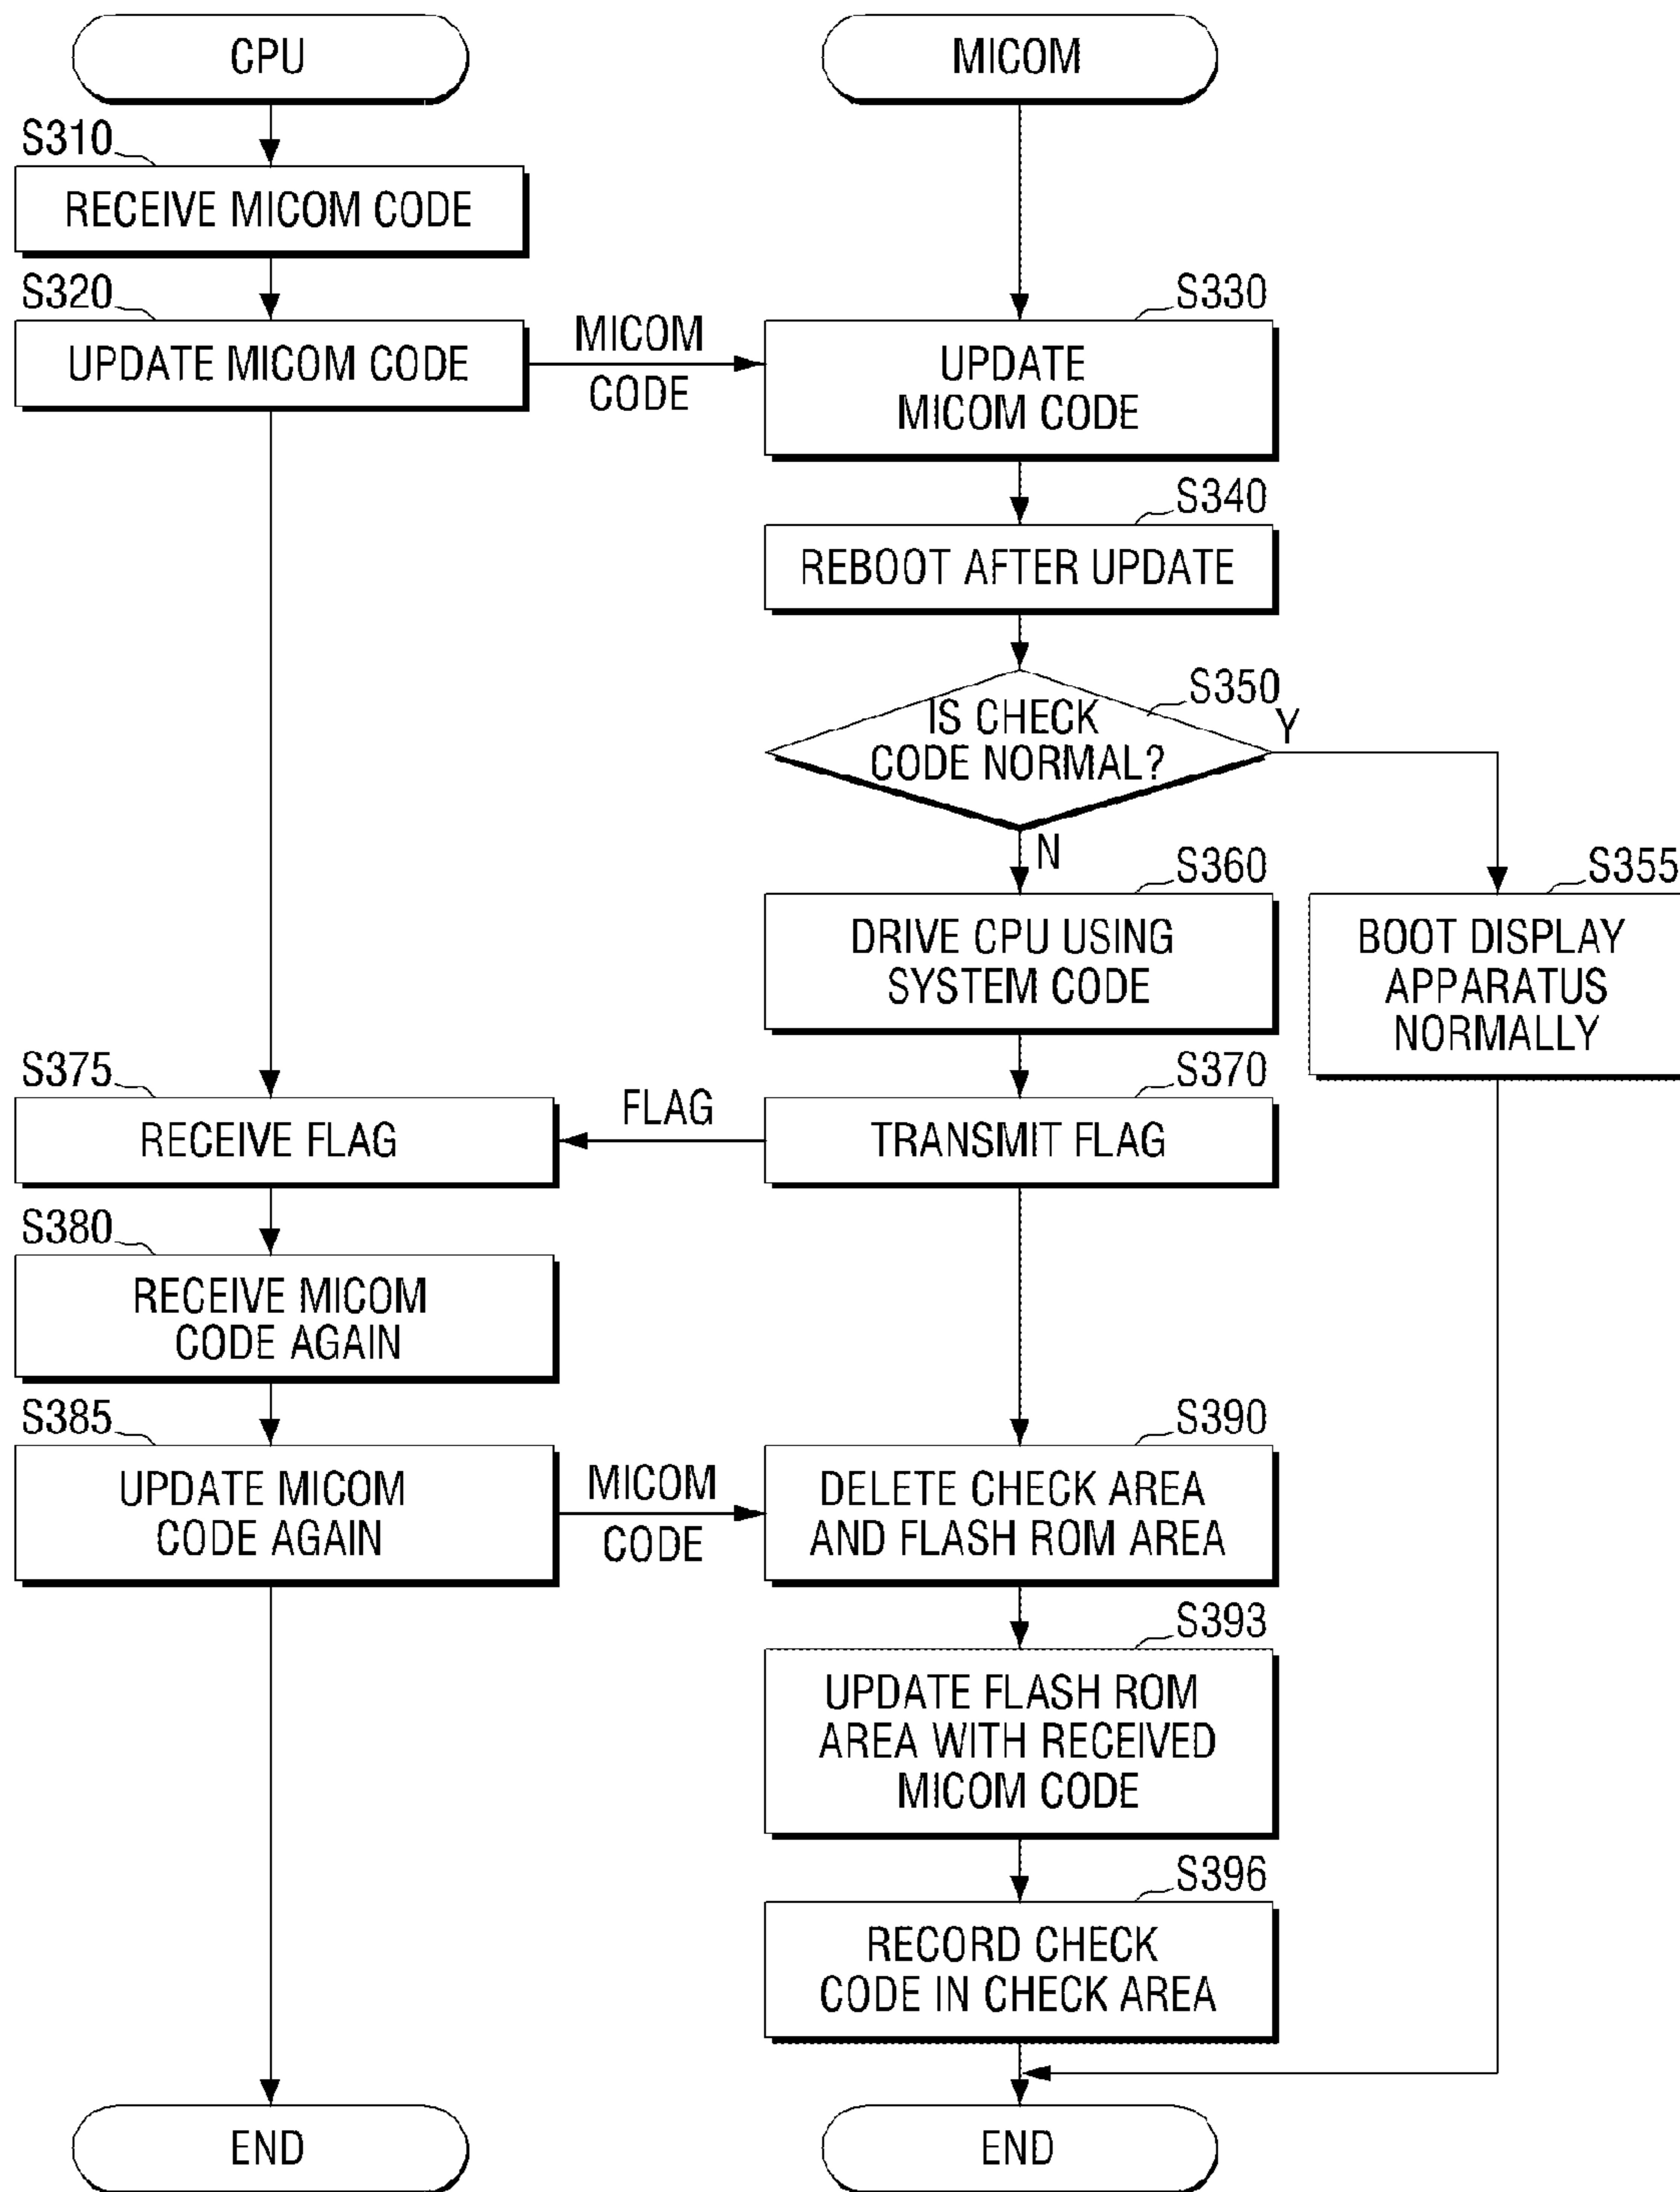 CPU
MICOM
S310
RECEIVE MICOM CODE
S320
UPDATE MICOM CODE
MICOM
CODE
S330
UPDATE
MICOM CODE
S340
REBOOT AFTER UPDATE
S350
IS CHECK
CODE NORMAL?
Y
N
S360
DRIVE CPU USING
SYSTEM CODE
S355
BOOT DISPLAY
APPARATUS
NORMALLY
S375
RECEIVE FLAG
FLAG
S370
TRANSMIT FLAG
S380
RECEIVE MICOM
CODE AGAIN
S385
UPDATE MICOM
CODE AGAIN
MICOM
CODE
S390
DELETE CHECK AREA
AND FLASH ROM AREA
S393
UPDATE FLASH ROM
AREA WITH RECEIVED
MICOM CODE
S396
RECORD CHECK
CODE IN CHECK AREA
END
END